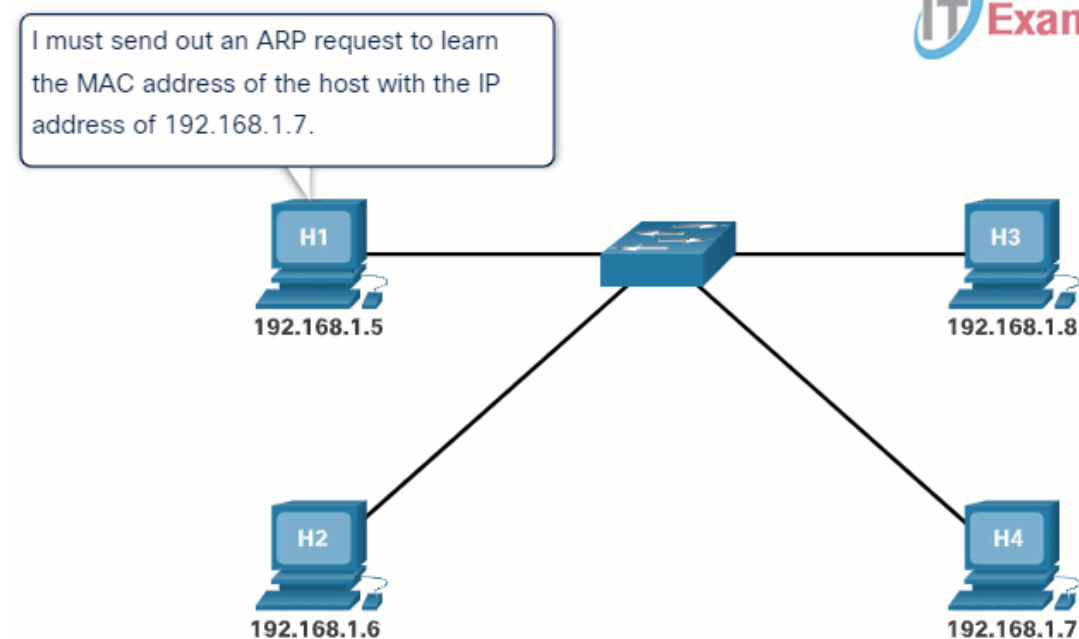 IT Exam
I must send out an ARP request to learn
the MAC address of the host with the IP
address of 192.168.1.7.
H1
H3
192.168.1.5
192.168.1.8
H2
H4
192.168.1.6
192.168.1.7